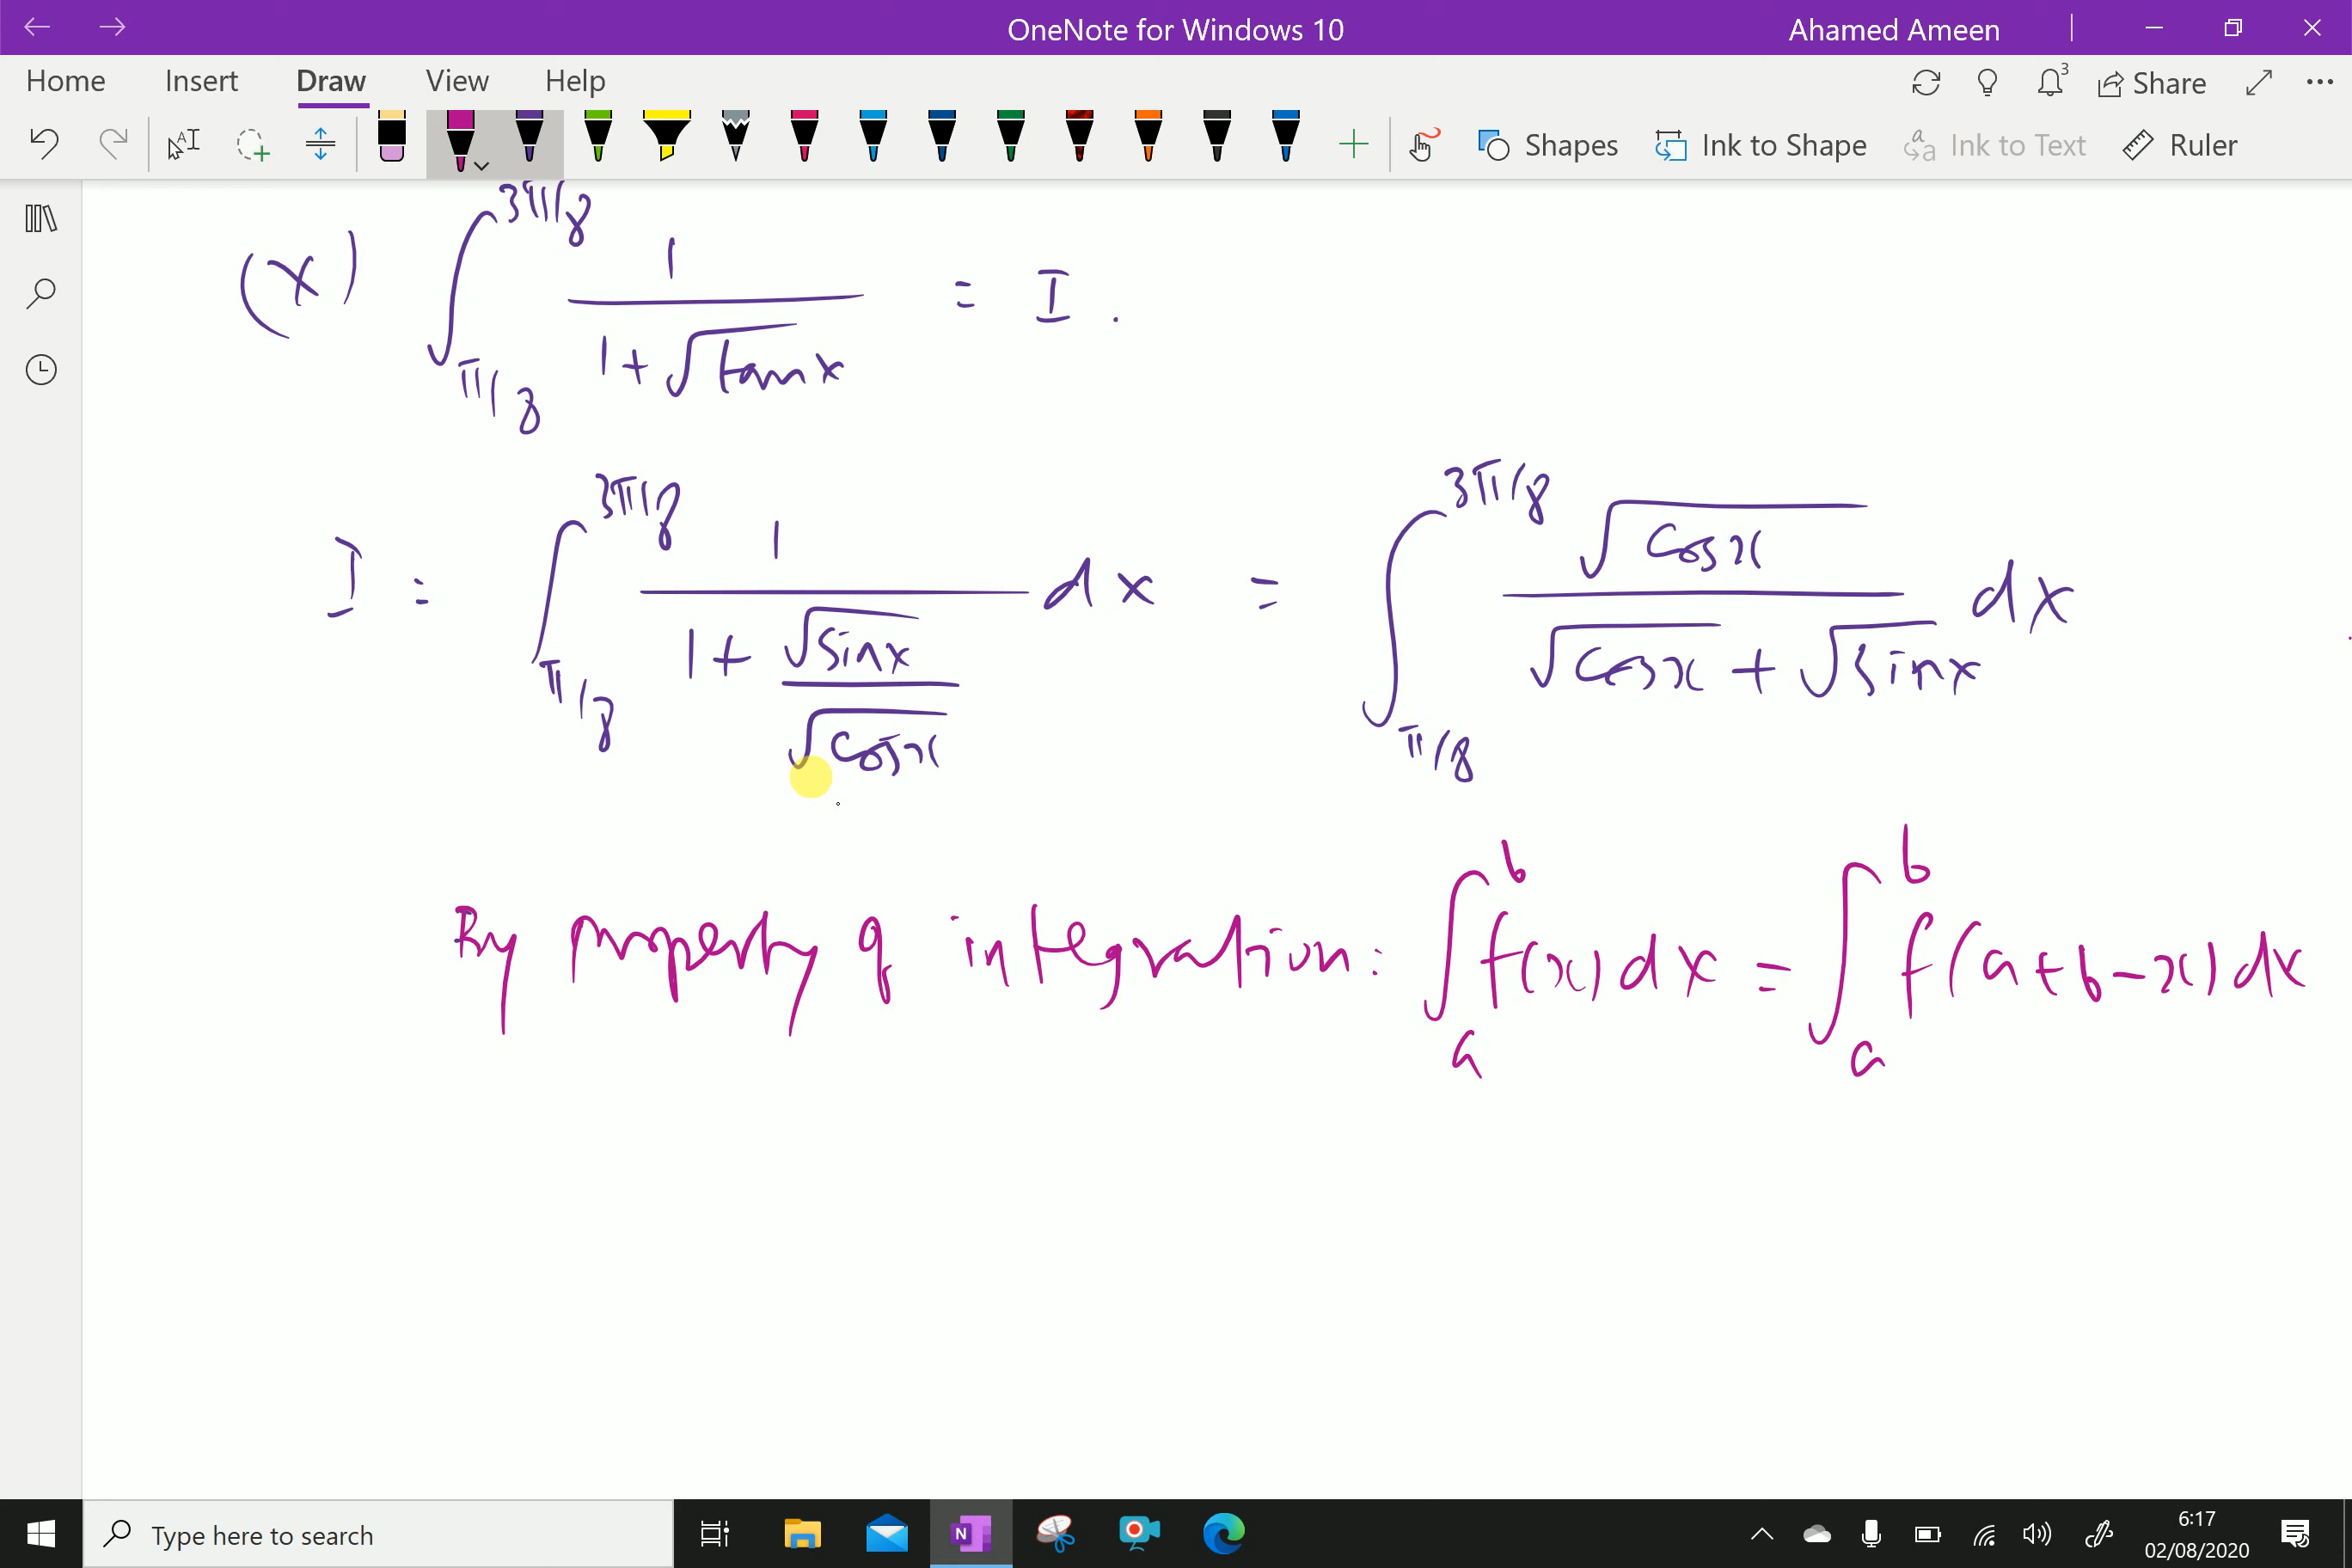 OneNote for Windows 10
Ahamed Ameen
Home Insert Draw View Help
3 Share
Shapes Ink to Shape Ink to Text Ruler
(x) ∫_{π/8}^{3π/8} 1/(1+√tanx) = I .
I = ∫_{π/8}^{3π/8} 1/(1+√sinx/√cosx) dx = ∫_{π/8}^{3π/8} √cosx/(√cosx+√sinx) dx
By property of integration: ∫_a^b f(x)dx = ∫_a^b f(a+b-x)dx
Type here to search
N
6:17
02/08/2020